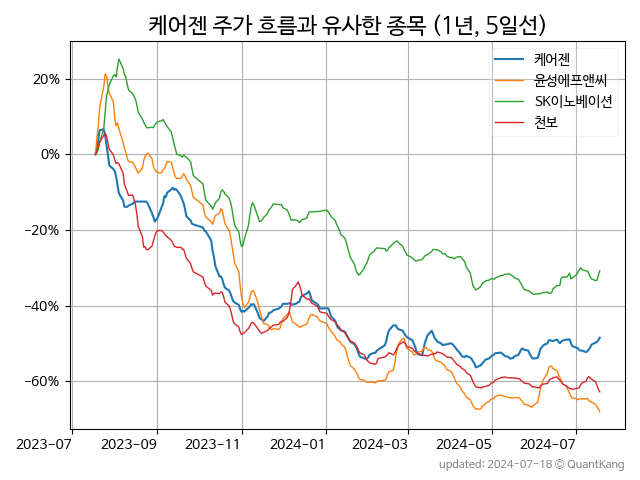 케어젠 주가 흐름과 유사한 종목 (1년, 5일선)
케어젠
윤성에프앤씨
SK이노베이션
천보
20%
0%
−20%
−40%
−60%
2023-07 2023-09 2023-11 2024-01 2024-03 2024-05 2024-07
updated: 2024-07-18 © QuantKang